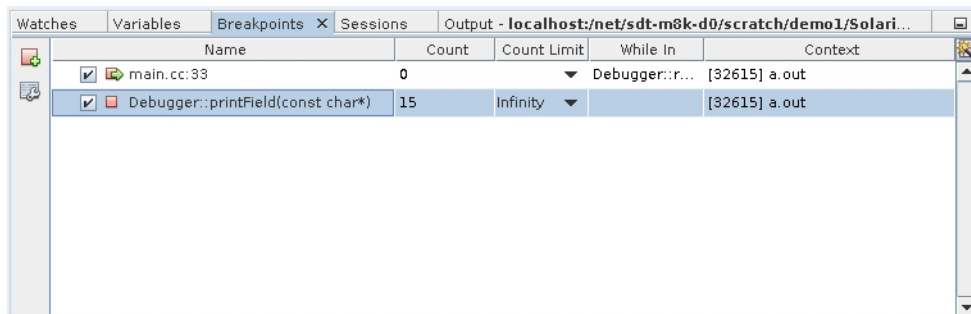 Watches Variables Breakpoints X Sessions Output - localhost:/net/sdt-m8k-d0/scratch/demo1/Solari...
Name Count Count Limit While In Context
main.cc:33 0 Debugger::r... [32615] a.out
Debugger::printField(const char*) 15 Infinity [32615] a.out